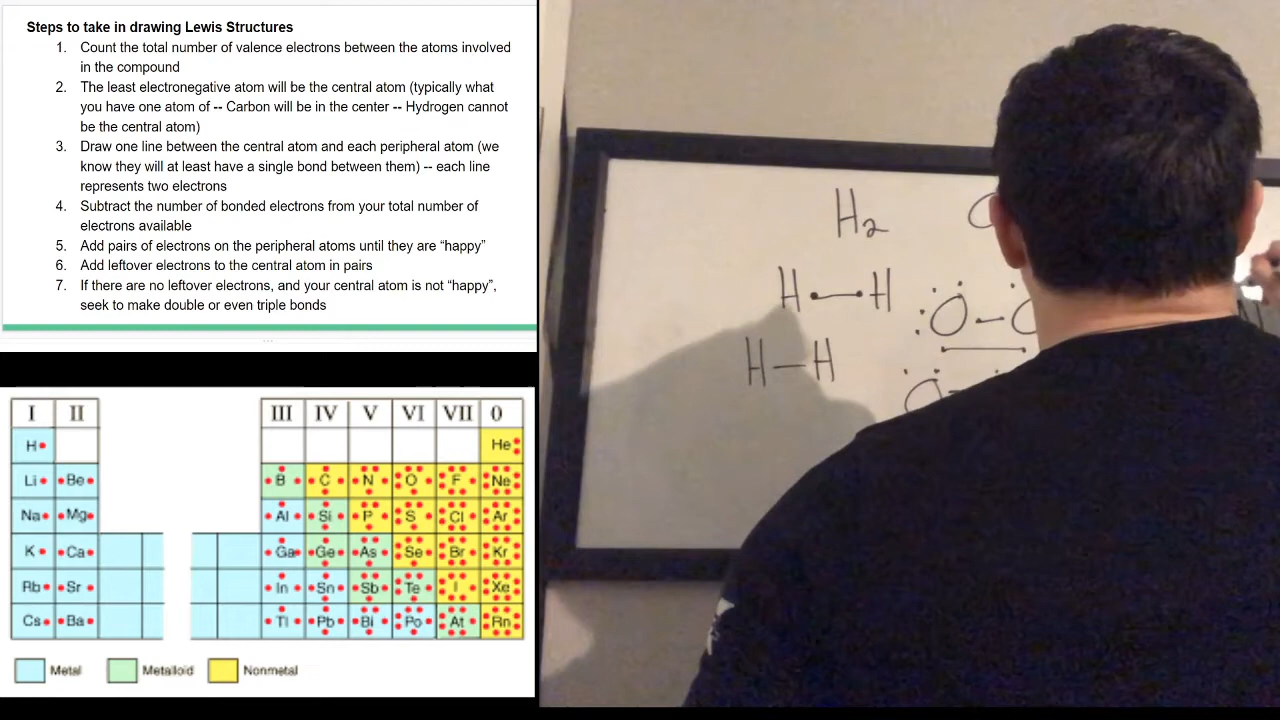 Steps to take in drawing Lewis Structures
1. Count the total number of valence electrons between the atoms involved
in the compound
2. The least electronegative atom will be the central atom (typically what
you have one atom of -- Carbon will be in the center -- Hydrogen cannot
be the central atom)
3. Draw one line between the central atom and each peripheral atom (we
know they will at least have a single bond between them) -- each line
represents two electrons
4. Subtract the number of bonded electrons from your total number of
electrons available
5. Add pairs of electrons on the peripheral atoms until they are “happy”
6. Add leftover electrons to the central atom in pairs
7. If there are no leftover electrons, and your central atom is not “happy”,
seek to make double or even triple bonds
I II III IV V VI VII 0
H He
Li Be B C N O F Ne
Na Mg Al Si P S Cl Ar
K Ca Ga Ge As Se Br Kr
Rb Sr In Sn Sb Te I Xe
Cs Ba Tl Pb Bi Po At Rn
Metal Metalloid Nonmetal
H2
H—H O–O
H—H O